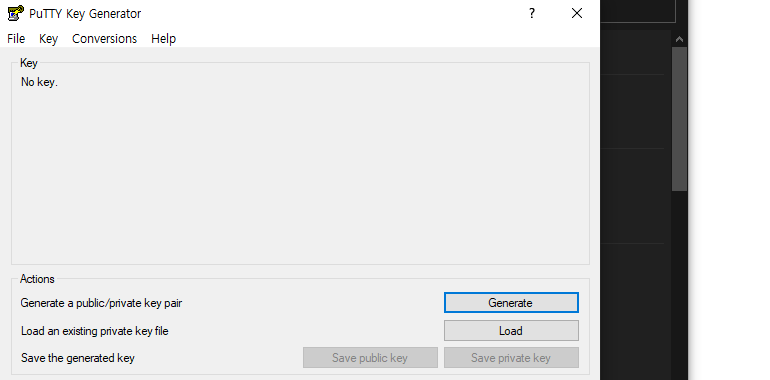 PuTTY Key Generator
?
File Key Conversions Help
Key
No key.
Actions
Generate a public/private key pair
Generate
Load an existing private key file
Load
Save the generated key
Save public key
Save private key